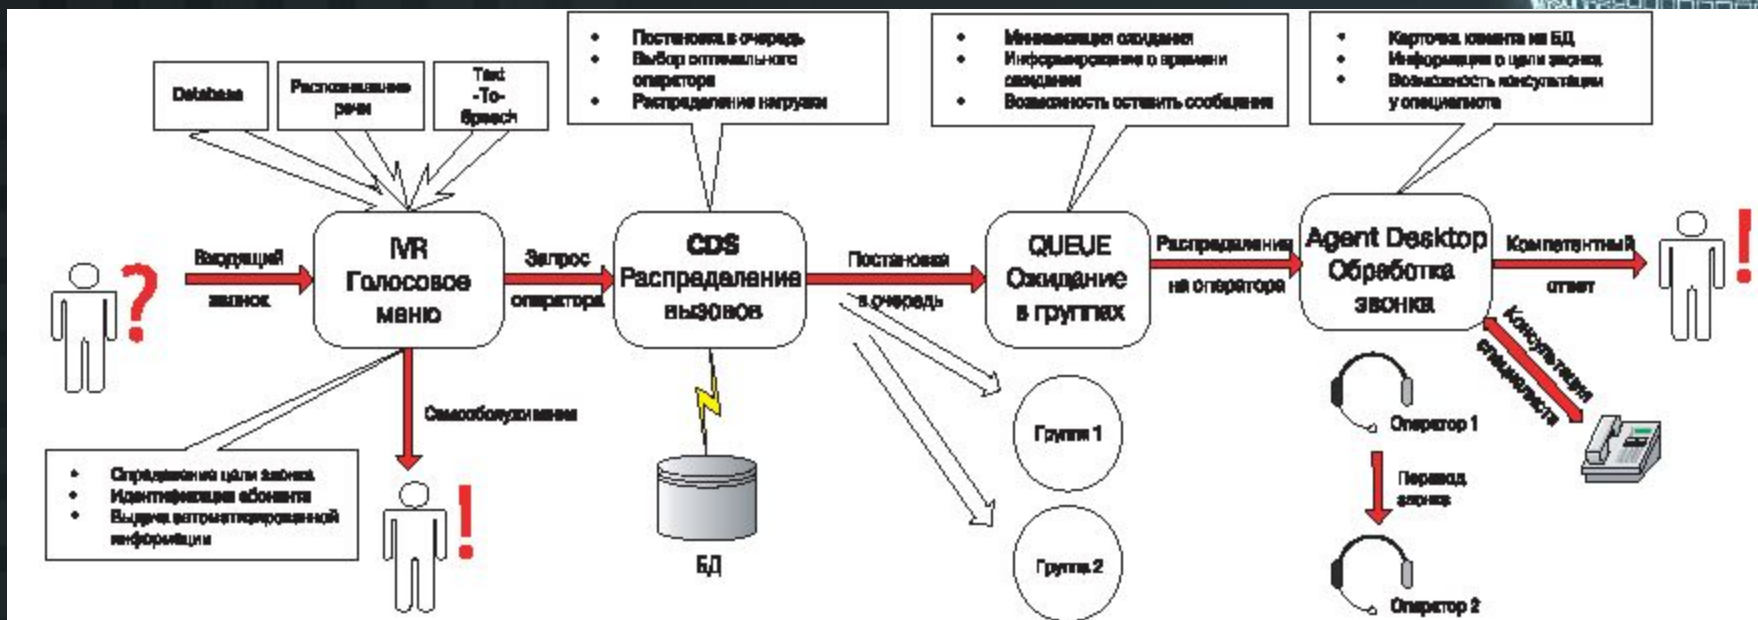 Database
Распознавание
речи
Text
-To-
Speech
• Постановка в очередь
• Выбор оптимального
оператора
• Распределение нагрузки
• Минимизация ожидания
• Информирование о времени
ожидания
• Возможность оставить сообщения
• Карточка клиента из БД
• Информация о цели звонка
• Возможность консультации
у специалиста
Входящий
звонок
IVR
Голосовое
меню
Запрос
оператора
CDS
Распределение
вызовов
Постановка
в очередь
QUEUE
Ожидание
в группах
Распределение
на оператора
Agent Desktop
Обработка
звонка
Компетентный
ответ
?
!
Консультация
специалиста
Самообслуживание
• Определение цели звонка
• Идентификация абонента
• Выдача автоматизированной
информации
!
БД
Группа 1
Группа 2
Оператор 1
Перевод
звонка
Оператор 2